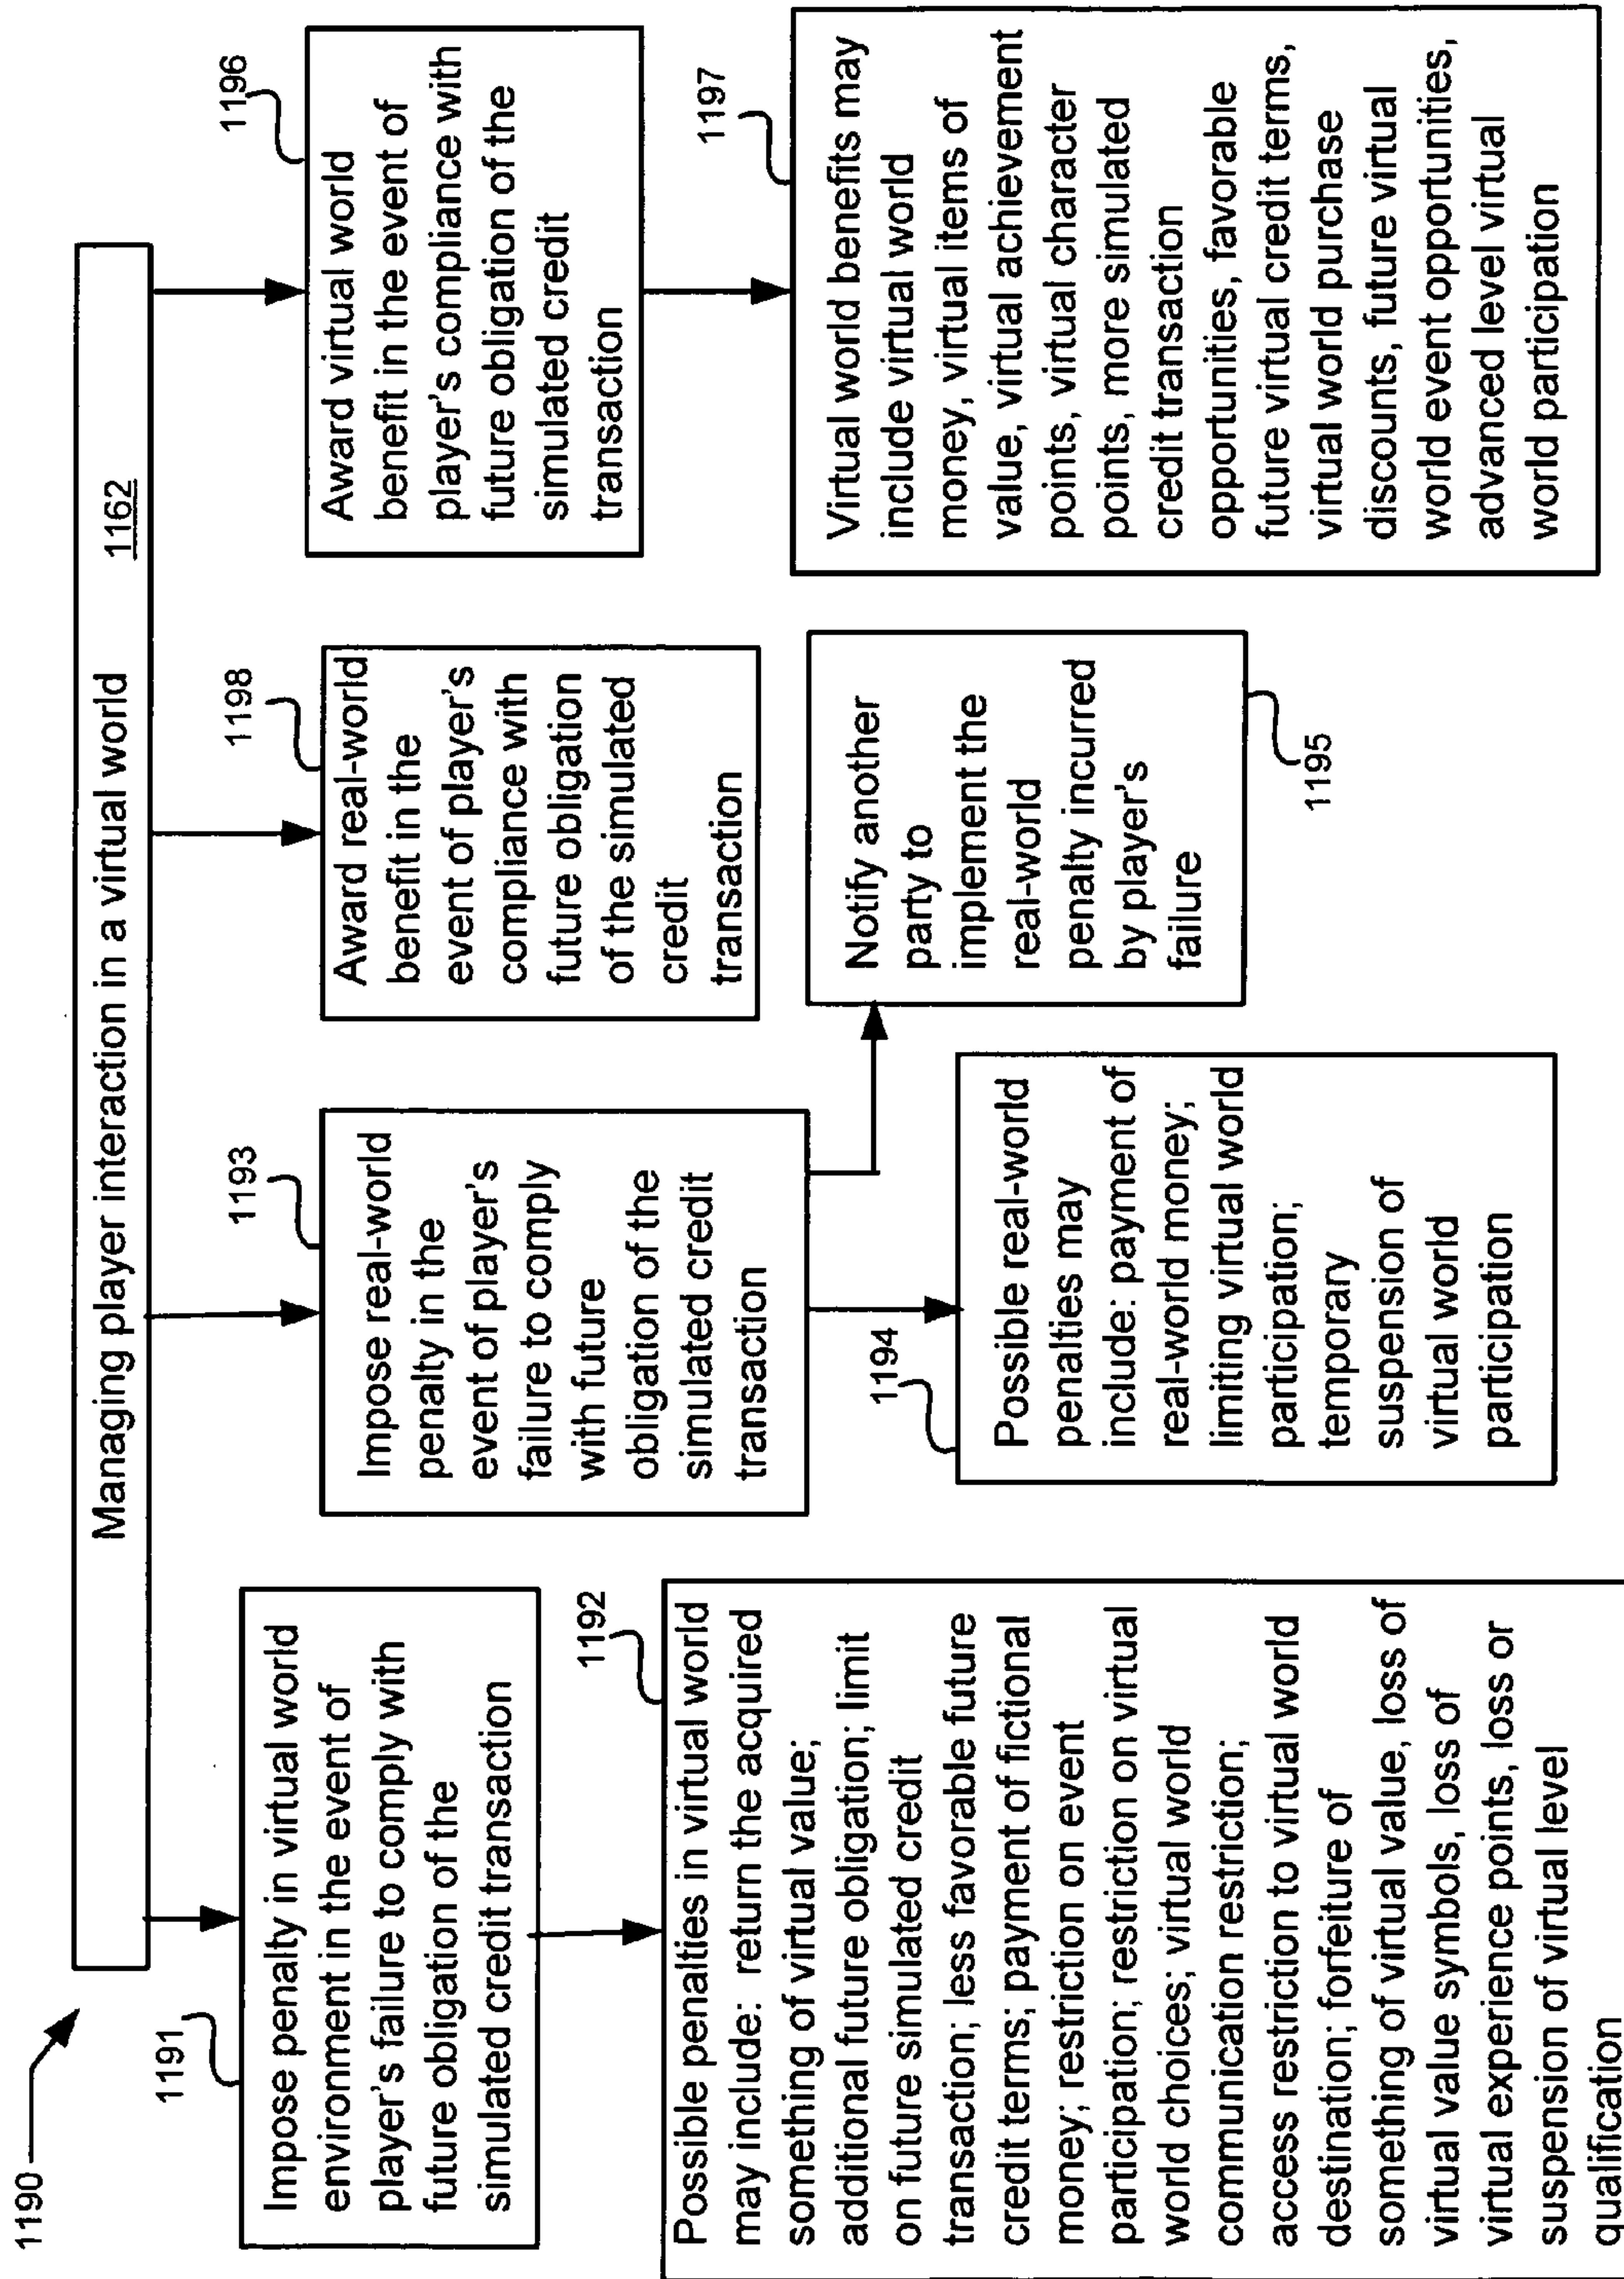 1190
Managing player interaction in a virtual world 1162
1191
Impose penalty in virtual world
environment in the event of
player's failure to comply with
future obligation of the
simulated credit transaction
1192
Possible penalties in virtual world
may include: return the acquired
something of virtual value;
additional future obligation; limit
on future simulated credit
transaction; less favorable future
credit terms; payment of fictional
money; restriction on event
participation; restriction on virtual
world choices; virtual world
communication restriction;
access restriction to virtual world
destination; forfeiture of
something of virtual value, loss of
virtual value symbols, loss of
virtual experience points, loss or
suspension of virtual level
qualification
1193
Impose real-world
penalty in the
event of player's
failure to comply
with future
obligation of the
simulated credit
transaction
1194
Possible real-world
penalties may
include: payment of
real-world money;
limiting virtual world
participation;
temporary
suspension of
virtual world
participation
1198
Award real-world
benefit in the
event of player's
compliance with
future obligation
of the simulated
credit
transaction
Notify another
party to
implement the
real-world
penalty incurred
by player's
failure
1195
1196
Award virtual world
benefit in the event of
player's compliance with
future obligation of the
simulated credit
transaction
1197
Virtual world benefits may
include virtual world
money, virtual items of
value, virtual achievement
points, virtual character
points, more simulated
credit transaction
opportunities, favorable
future virtual credit terms,
virtual world purchase
discounts, future virtual
world event opportunities,
advanced level virtual
world participation